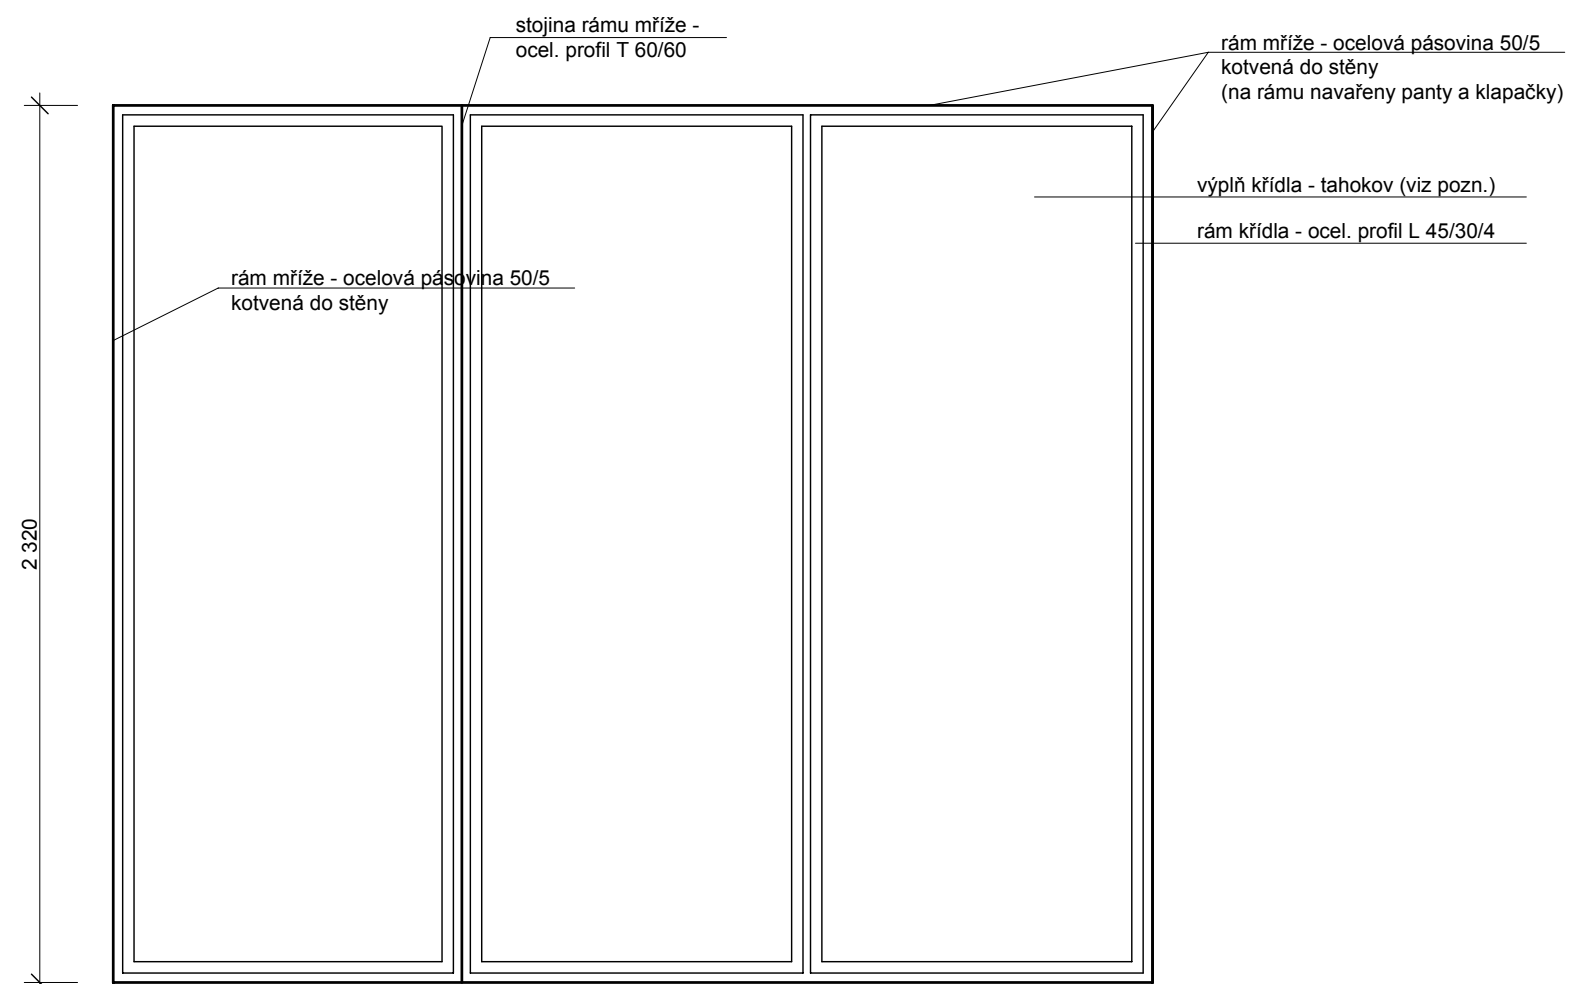 stojina rámu mříže -
ocel. profil T 60/60
rám mříže - ocelová pásovina 50/5
kotvená do stěny
(na rámu navařeny panty a klapačky)
výplň křídla - tahokov (viz pozn.)
rám křídla - ocel. profil L 45/30/4
rám mříže - ocelová pásovina 50/5
kotvená do stěny
2 320